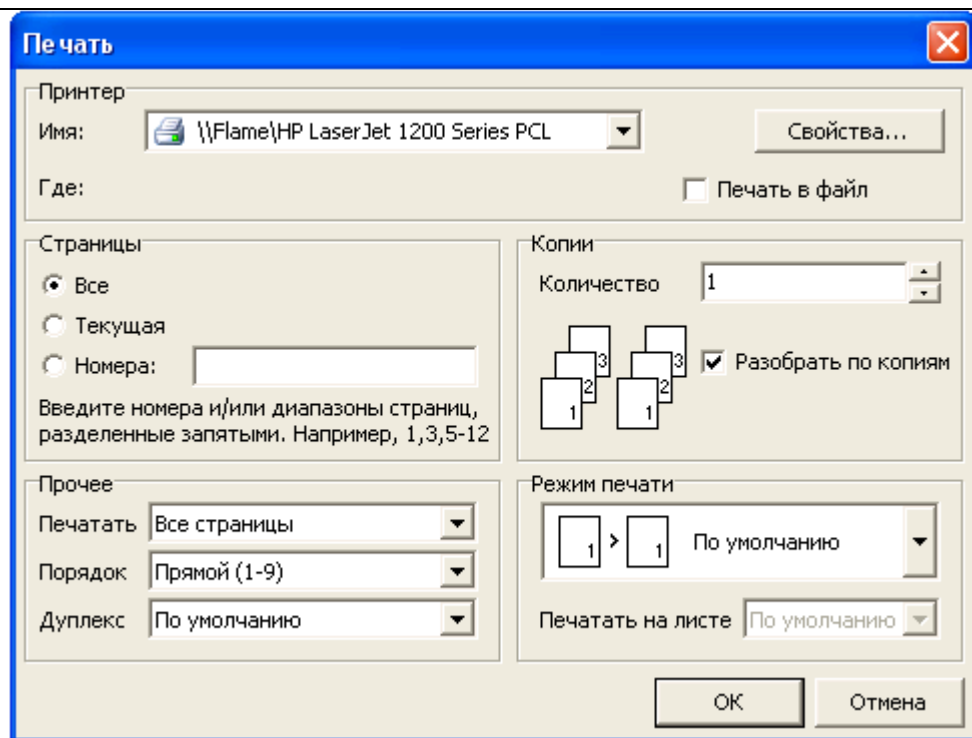 Печать
Принтер
Имя: \\Flame\HP LaserJet 1200 Series PCL Свойства...
Где: Печать в файл
Страницы
Все
Текущая
Номера:
Введите номера и/или диапазоны страниц,
разделенные запятыми. Например, 1,3,5-12
Копии
Количество 1
3 3
2 2
1 1
Разобрать по копиям
Прочее
Печатать Все страницы
Порядок Прямой (1-9)
Дуплекс По умолчанию
Режим печати
1 > 1 По умолчанию
Печатать на листе По умолчанию
OK Отмена